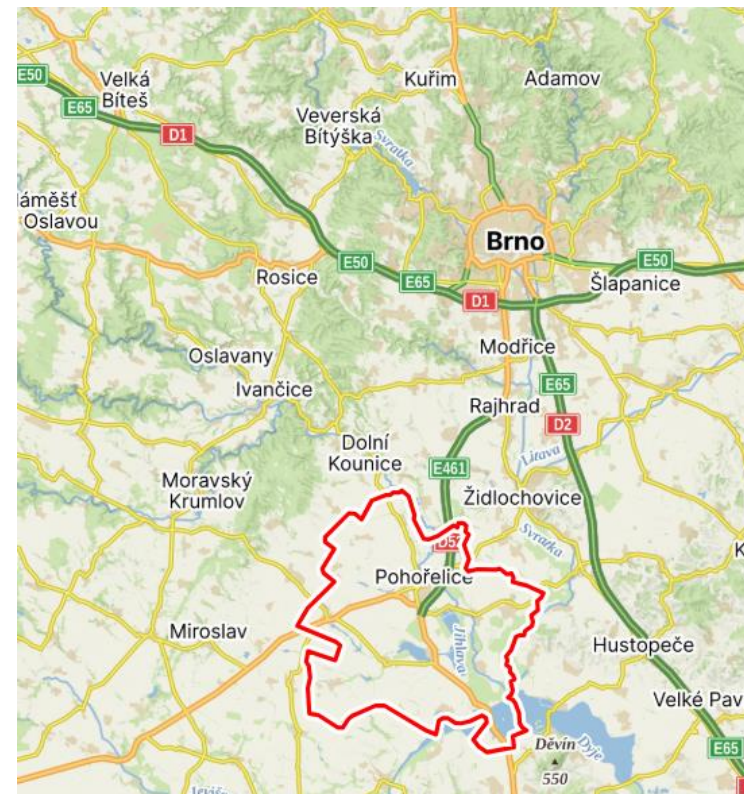 E50
Velká
Bíteš
E65
D1
Kuřim
Adamov
Veverská
Bítýška
Svratka
áměšť
Oslavou
Brno
Rosice
E50
E65
D1
E50
Šlapanice
Oslavany
Ivančice
Modřice
E65
Rajhrad
D2
Dolní
Kounice
E461
Litava
Moravský
Krumlov
Židlochovice
Svratka
D52
K
Pohořelice
Miroslav
Jihlava
Hustopeče
Velké Pav
Děvín
550
Dyje
E65